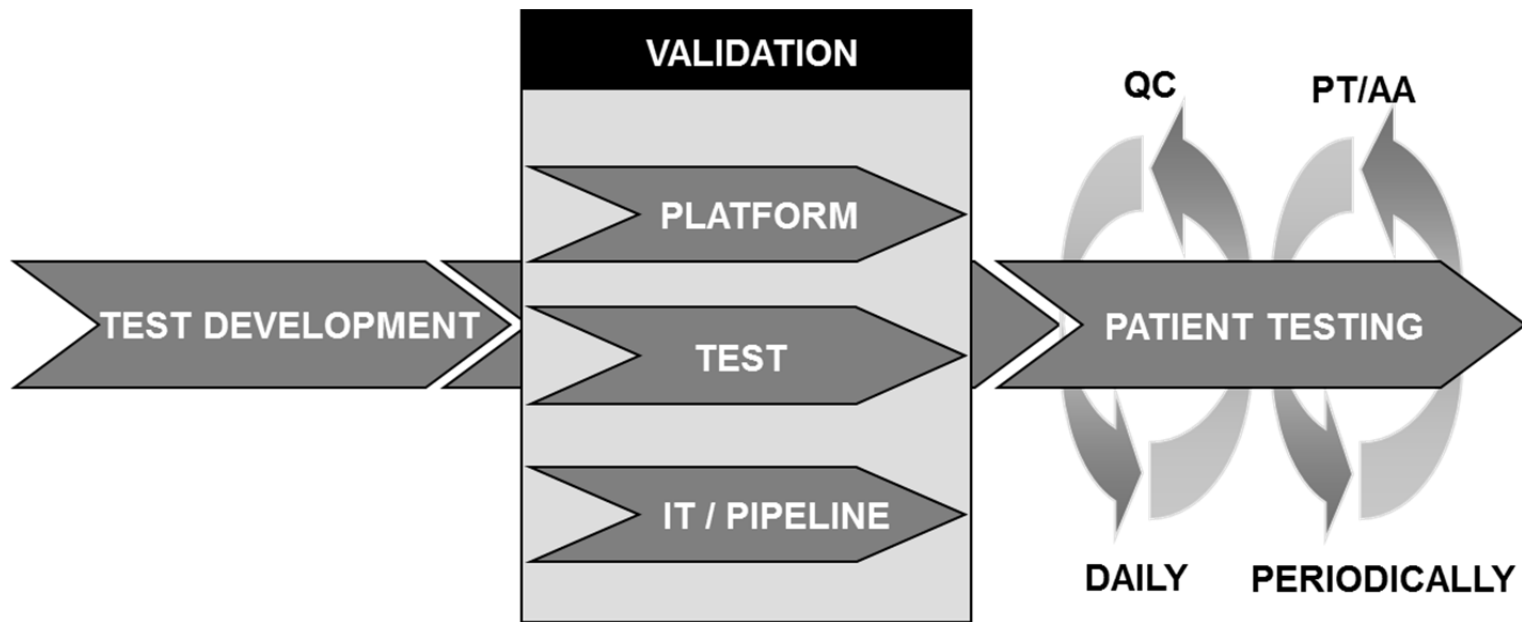 VALIDATION
QC
PT/AA
PLATFORM
TEST DEVELOPMENT
TEST
PATIENT TESTING
IT / PIPELINE
DAILY
PERIODICALLY